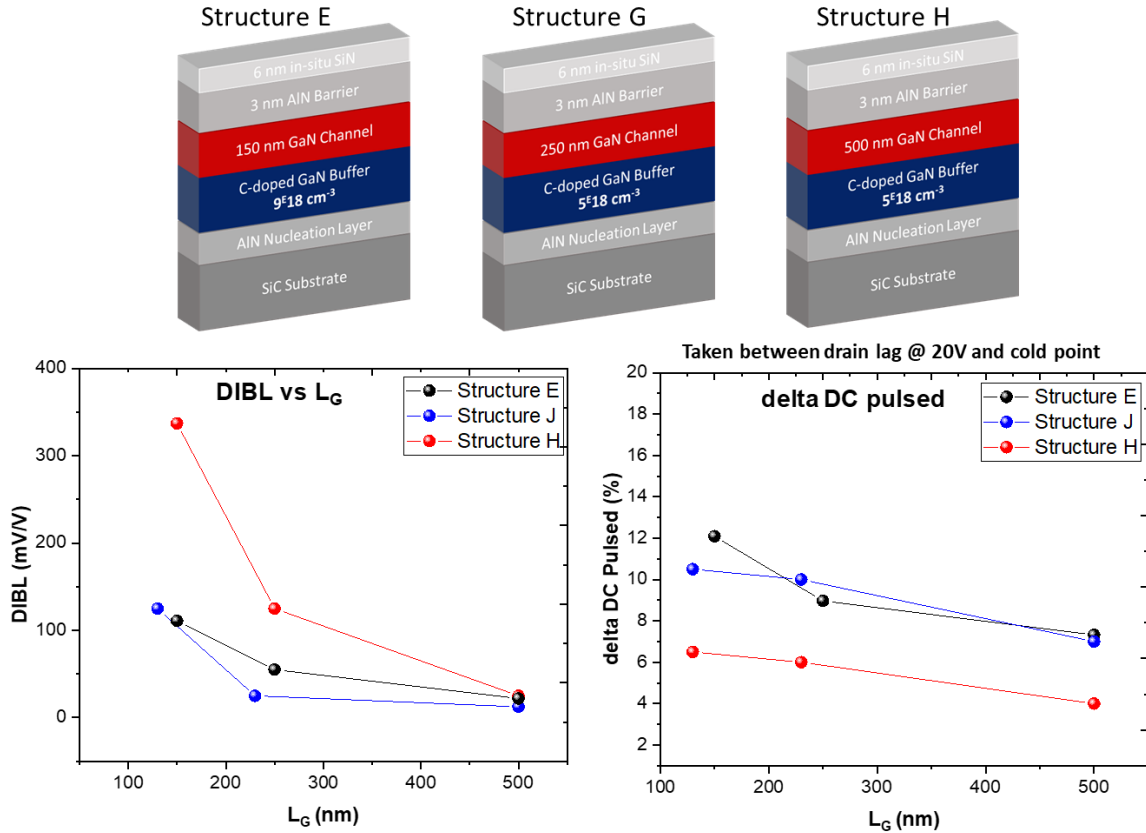 Structure E
Structure G
Structure H
6 nm in-situ SiN
3 nm AlN Barrier
150 nm GaN Channel
C-doped GaN Buffer
9ᴱ18 cm⁻³
AlN Nucleation Layer
SiC Substrate
6 nm in-situ SiN
3 nm AlN Barrier
250 nm GaN Channel
C-doped GaN Buffer
5ᴱ18 cm⁻³
AlN Nucleation Layer
SiC Substrate
6 nm in-situ SiN
3 nm AlN Barrier
500 nm GaN Channel
C-doped GaN Buffer
5ᴱ18 cm⁻³
AlN Nucleation Layer
SiC Substrate
DIBL vs L_G
Structure E
Structure J
Structure H
400
300
200
100
0
DIBL (mV/V)
100 200 300 400 500
L_G (nm)
Taken between drain lag @ 20V and cold point
delta DC pulsed
Structure E
Structure J
Structure H
20
18
16
14
12
10
8
6
4
2
delta DC Pulsed (%)
100 200 300 400 500
L_G (nm)